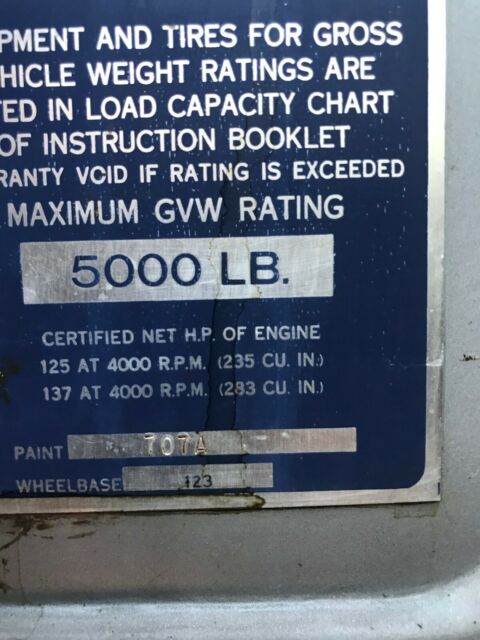 PMENT AND TIRES FOR GROSS
HICLE WEIGHT RATINGS ARE
TED IN LOAD CAPACITY CHART
OF INSTRUCTION BOOKLET
RANTY VOID IF RATING IS EXCEEDED
MAXIMUM GVW RATING
5000 LB.
CERTIFIED NET H.P. OF ENGINE
125 AT 4000 R.P.M. (235 CU. IN.)
137 AT 4000 R.P.M. (283 CU. IN.)
PAINT 707A
WHEELBASE 123